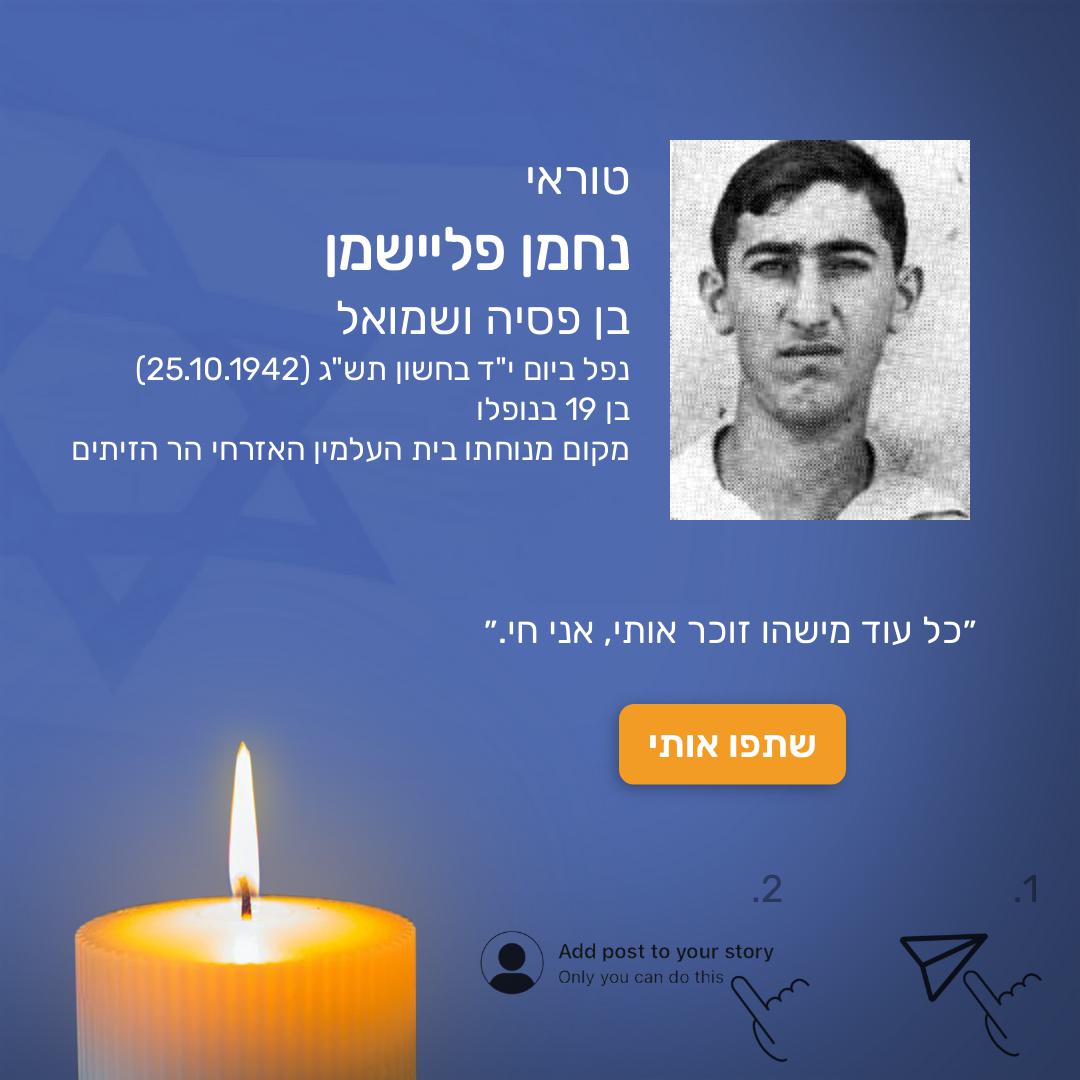 טוראי
נחמן פליישמן
בן פסיה ושמואל
נפל ביום י"ד בחשון תש"ג (25.10.1942)
בן 19 בנופלו
מקום מנוחתו בית העלמין האזרחי הר הזיתים
״כל עוד מישהו זוכר אותי, אני חי.״
שתפו אותי
1.
2.
Add post to your story
Only you can do this